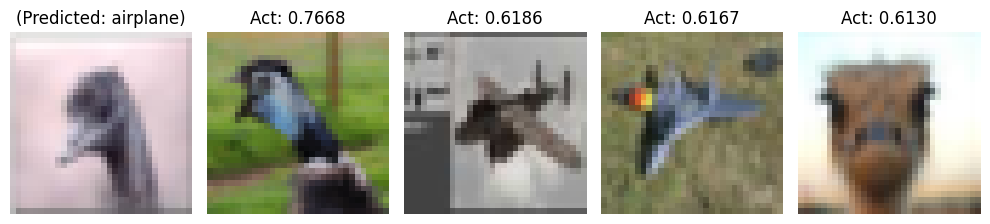 (Predicted: airplane)
Act: 0.7668
Act: 0.6186
Act: 0.6167
Act: 0.6130